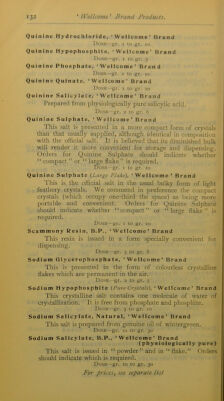 132 'Wellcome' Brand Products.
Quinine Hydrochloride, 'Wellcome' Brand
Dose—gr. 1 to gr. 10
Quinine Hypophosphite, 'Wellcome' Brand
Dose—gr. 1 to gr. 5
Quinine Phosphate, 'Wellcome' Brand
Dose—gr. 1 to gr. 10
Quinine Quinate, 'Wellcome' Brand
Dose—gr. 1 to gr. 10
Quinine Salicylate, 'Wellcome' Brand
Prepared from physiologically pure salicylic acid.
Dose—gr. 2 to gr. 6
Quinine Sulphate, 'Wellcome' Brand
This salt is presented in a more compact form of crystals
than that usually supplied, although identical in composition
with the official salt. It is believed that its diminished bulk
will render it more convenient for storage and dispensing.
Orders for Quinine Sulphate should indicate whether
"compact" or "large flake" is required.
Dose—gr. 1 to gr. 10
Quinine Sulphate (Large Flake), 'Wellcome' Brand
This is the official salt in the usual bulky form of light
feathery crystals. We recommend in preference the compact
crystals (which occupy one-third the space) as being more
portable and convenient. Orders for Quinine Sulphate
should indicate whether "compact" or "large flake" is
required.
Dose—gr. 1 to gr. 10
Scammony Resin, B.P., 'Wellcome' Brand
This resin is issued in a form specially convenient for
dispensing.
Dose—gr. 3 to gr. 8
Sodium Glycerophosphate, 'Wellcome' Brand
This is presented in the form of colourless crystalline
flakes which are permanent in the air.
Dose—gr. 2 to gr. 5
Sodium Hypophosphite (Pure Crystals), 'Wellcome' Brand
This crystalline salt contains one molecule of water of
crystallization. It is free from phosphate and phosphite.
Dose—gr. 3 to gr. 10
Sodium Salicylate, Natural, 'Wellcome' Brand
This salt is prepared from genuine oil of wintergreen.
Dose—gr. 10 to gr. 30
Sodium Salicylate, B.P., 'Wellcome' Brand
(physiologically pure)
This salt is issued in "powder" and in "flake." Orders
should indicate which is required.
Dose—gr. 10 to gr. 30
For prices, see separate list